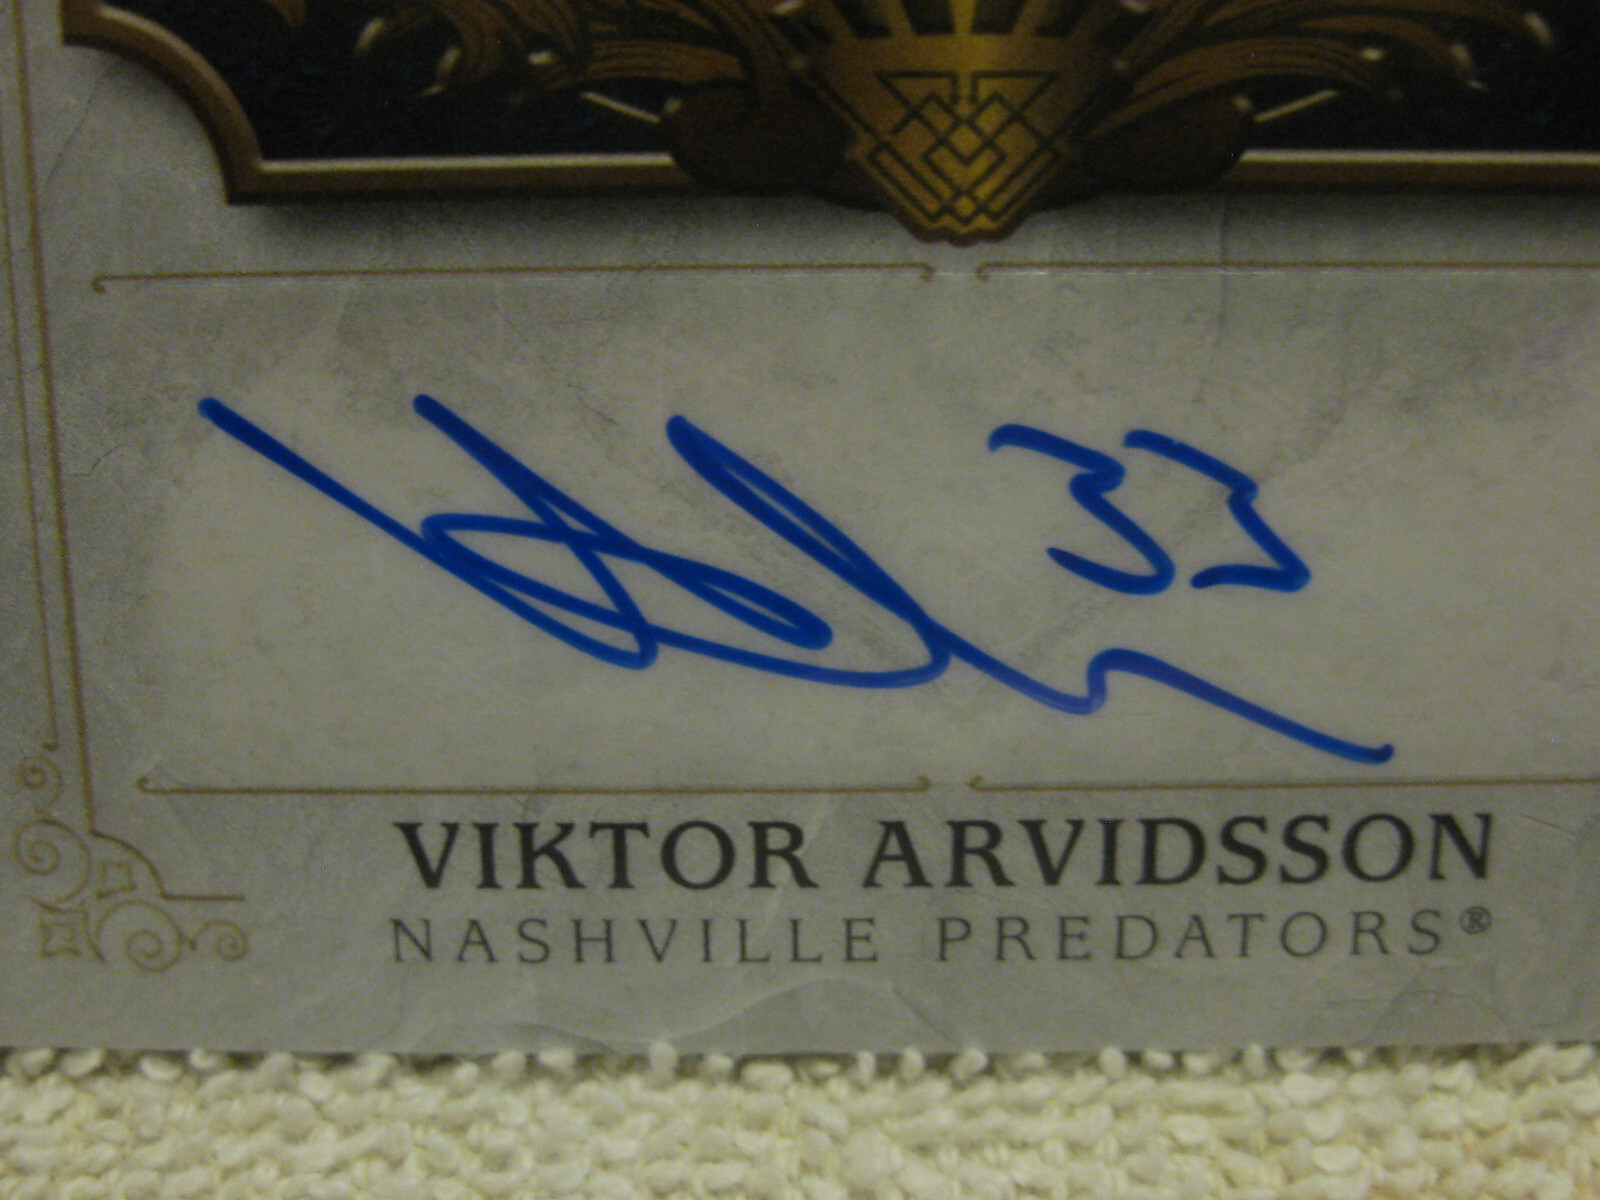 33
VIKTOR ARVIDSSON
NASHVILLE PREDATORS®